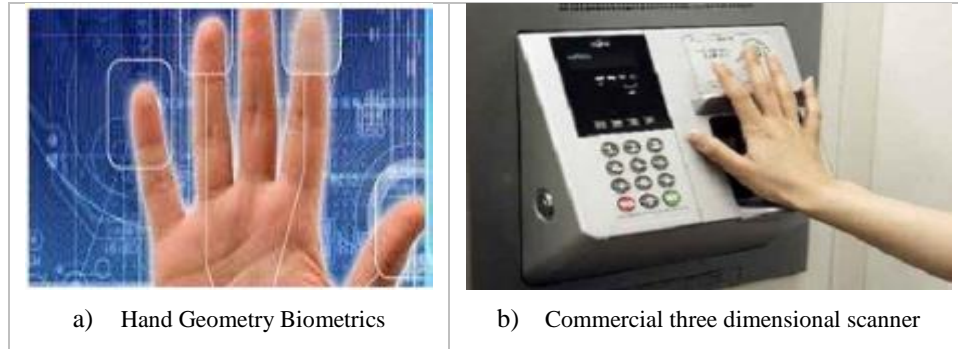 a) Hand Geometry Biometrics
b) Commercial three dimensional scanner